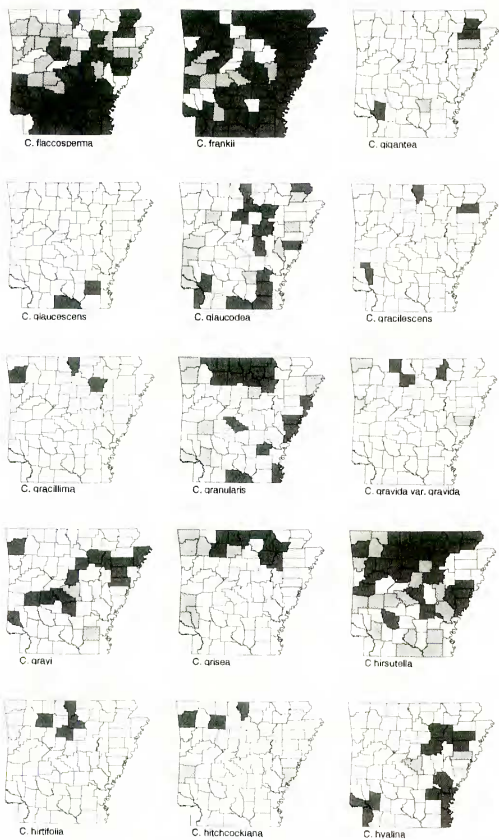 C. flaccosperma
C. frankii
C. gigantea
C. glaucescens
C. glaucodea
C. gracilescens
C. gracillima
C. granularis
C. gravida var. gravida
C. grayi
C. grisea
C hirsutella
C. hirtifolia
C. hitchcockiana
C. hyalina